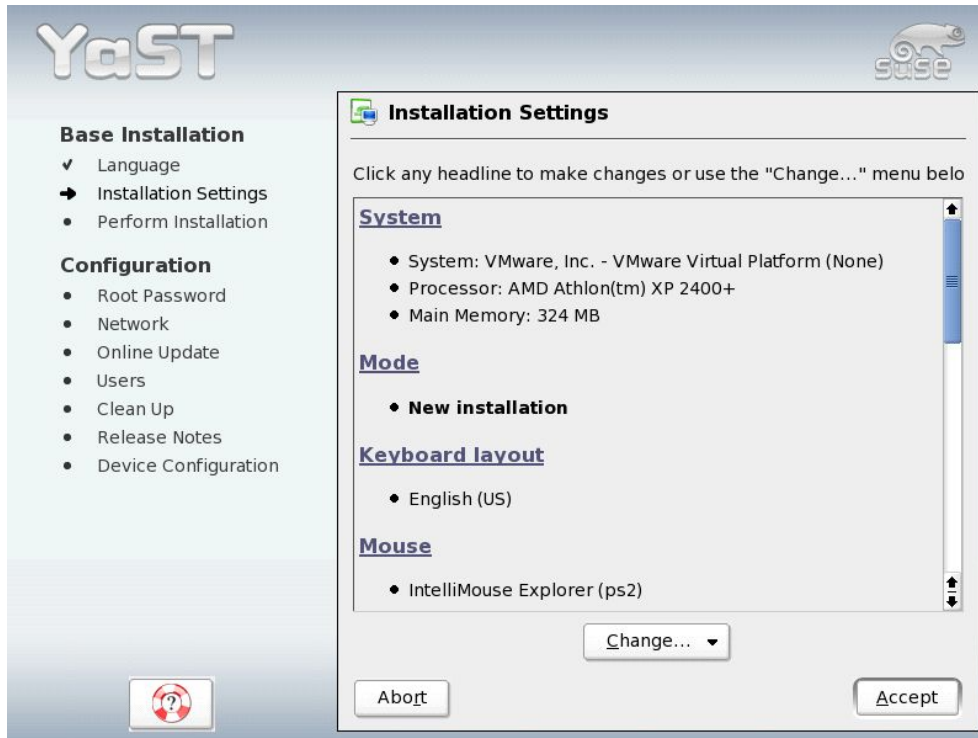 YaST
SUSE
Base Installation
Language
Installation Settings
Perform Installation
Configuration
Root Password
Network
Online Update
Users
Clean Up
Release Notes
Device Configuration
Installation Settings
Click any headline to make changes or use the "Change..." menu belo
System
System: VMware, Inc. - VMware Virtual Platform (None)
Processor: AMD Athlon(tm) XP 2400+
Main Memory: 324 MB
Mode
New installation
Keyboard layout
English (US)
Mouse
IntelliMouse Explorer (ps2)
Change...
?
Abort
Accept